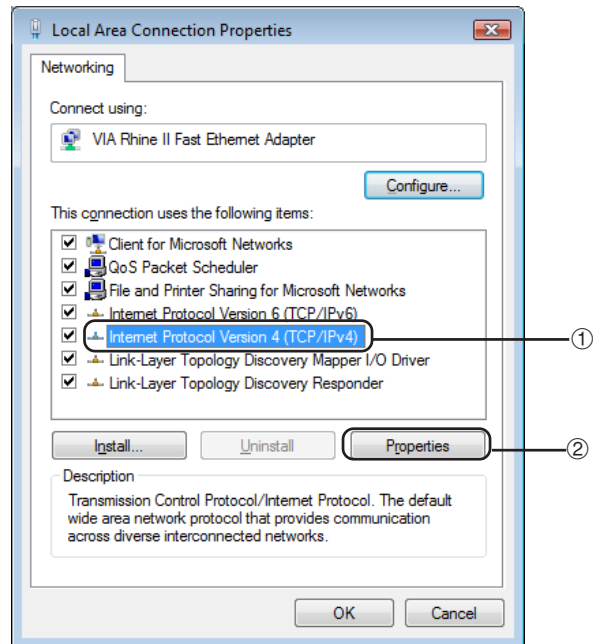 Local Area Connection Properties
Networking
Connect using:
VIA Rhine II Fast Ethernet Adapter
Configure...
This connection uses the following items:
Client for Microsoft Networks
QoS Packet Scheduler
File and Printer Sharing for Microsoft Networks
Internet Protocol Version 6 (TCP/IPv6)
Internet Protocol Version 4 (TCP/IPv4)
①
Link-Layer Topology Discovery Mapper I/O Driver
Link-Layer Topology Discovery Responder
Install...
Uninstall
Properties
②
Description
Transmission Control Protocol/Internet Protocol. The default
wide area network protocol that provides communication
across diverse interconnected networks.
OK
Cancel